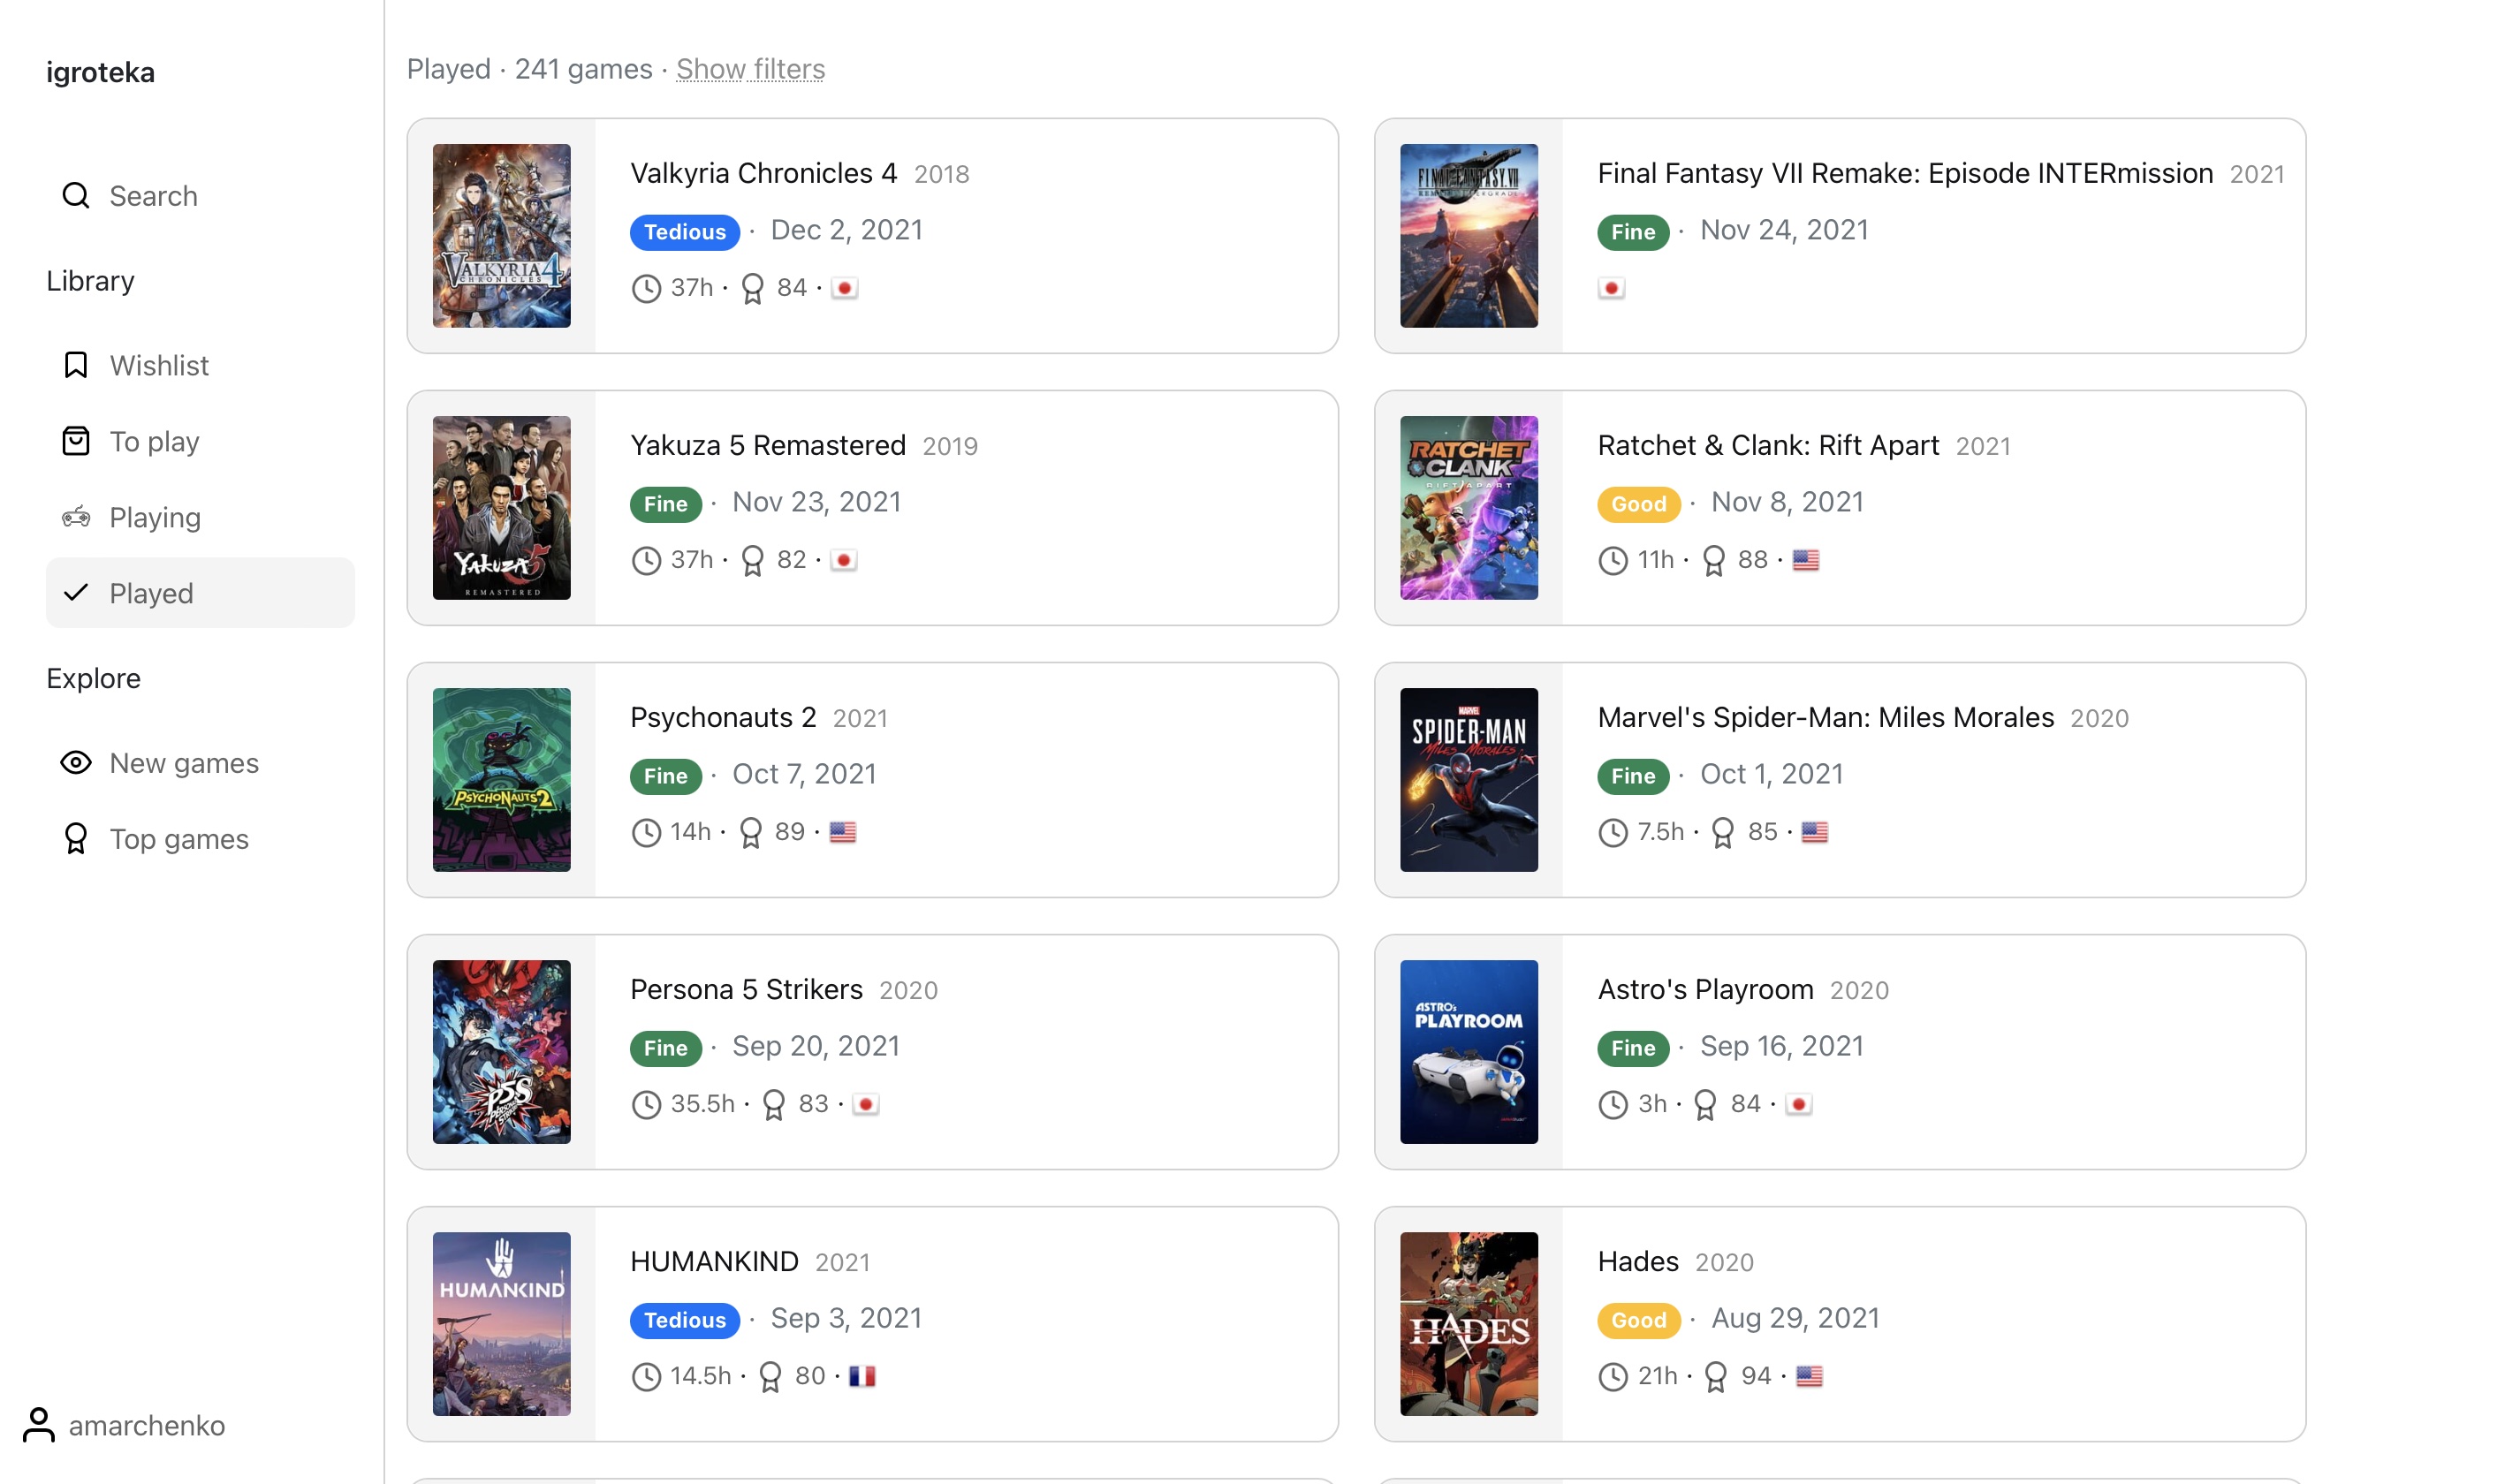 igroteka
Search
Library
Wishlist
To play
Playing
Played
Explore
New games
Top games
amarchenko
Played · 241 games · Show filters
VALKYRIA 4
CHRONICLES
Valkyria Chronicles 4 2018
Tedious · Dec 2, 2021
37h · 84 ·
FINAL FANTASY VII
Final Fantasy VII Remake: Episode INTERmission 2021
Fine · Nov 24, 2021
YAKUZA 5
REMASTERED
Yakuza 5 Remastered 2019
Fine · Nov 23, 2021
37h · 82 ·
RATCHET
CLANK
RIFT APART
Ratchet & Clank: Rift Apart 2021
Good · Nov 8, 2021
11h · 88 ·
PSYCHONAUTS 2
Psychonauts 2 2021
Fine · Oct 7, 2021
14h · 89 ·
MARVEL
SPIDER-MAN
MILES MORALES
Marvel's Spider-Man: Miles Morales 2020
Fine · Oct 1, 2021
7.5h · 85 ·
P5S
Persona 5 Strikers 2020
Fine · Sep 20, 2021
35.5h · 83 ·
ASTRO's
PLAYROOM
Astro's Playroom 2020
Fine · Sep 16, 2021
3h · 84 ·
HUMANKIND
HUMANKIND 2021
Tedious · Sep 3, 2021
14.5h · 80 ·
HADES
Hades 2020
Good · Aug 29, 2021
21h · 94 ·